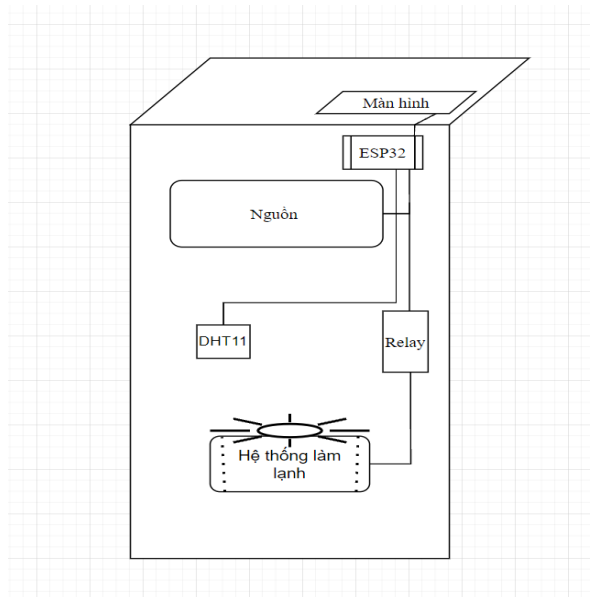 Màn hình
ESP32
Nguồn
DHT11
Relay
Hệ thống làm
lạnh